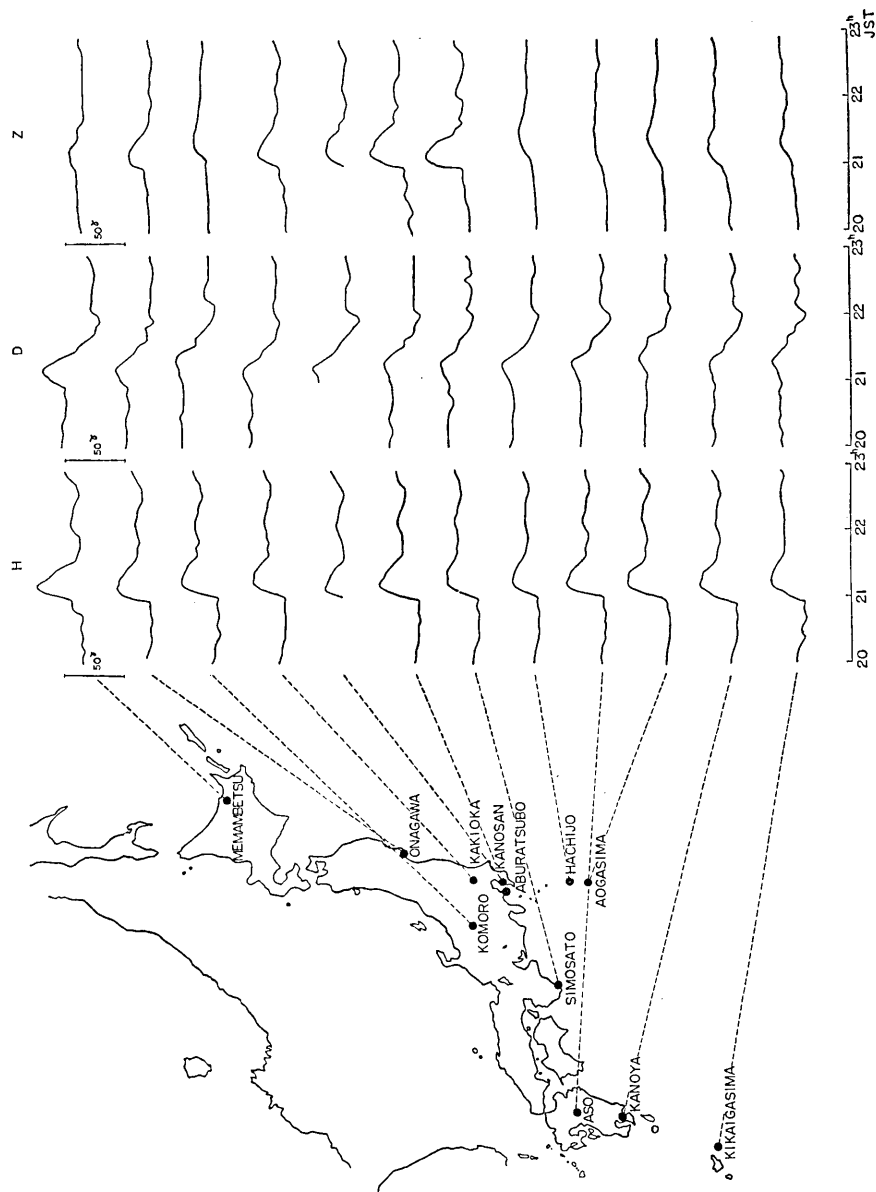 H
D
Z
50γ
50γ
50γ
20
21
22
23h
20
21
22
23h
20
21
22
23h
JST
MEMAMBETSU
ONAGAWA
KAKIOKA
KANOSAN
ABURATSUBO
KOMORO
HACHIJO
AOGASIMA
SIMOSATO
ASO
KANOYA
KIKAIGASIMA